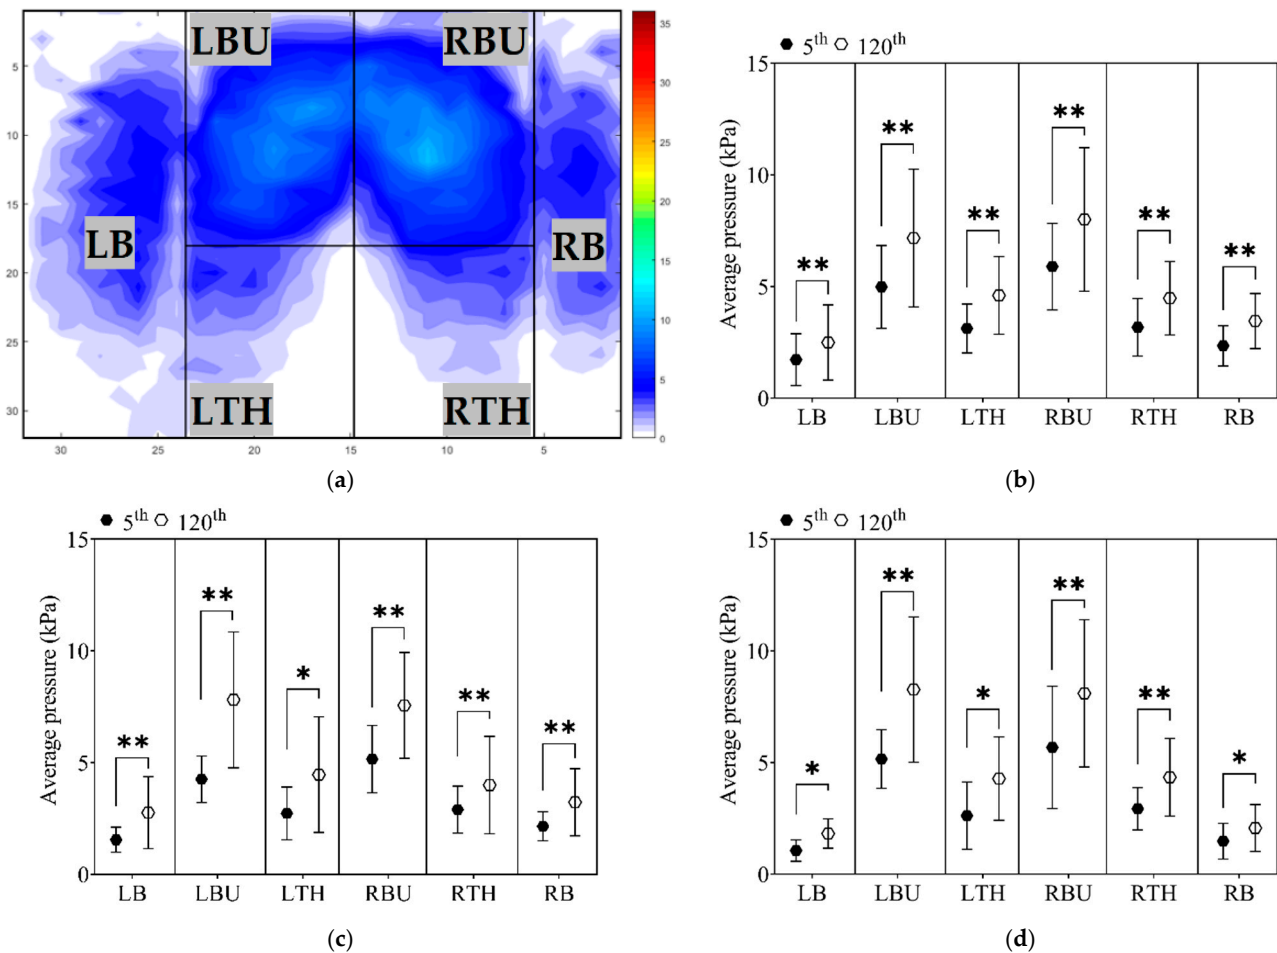 LBU RBU
LB RB
LTH RTH
5
10
15
20
25
30
30 25 20 15 10 5
35
30
25
20
15
10
5
0
(a)
5th 120th
Average pressure (kPa)
15
10
5
0
** ** ** ** ** **
LB LBU LTH RBU RTH RB
(b)
5th 120th
Average pressure (kPa)
15
10
5
0
** ** * ** ** **
LB LBU LTH RBU RTH RB
(c)
5th 120th
Average pressure (kPa)
15
10
5
0
* ** * ** ** *
LB LBU LTH RBU RTH RB
(d)